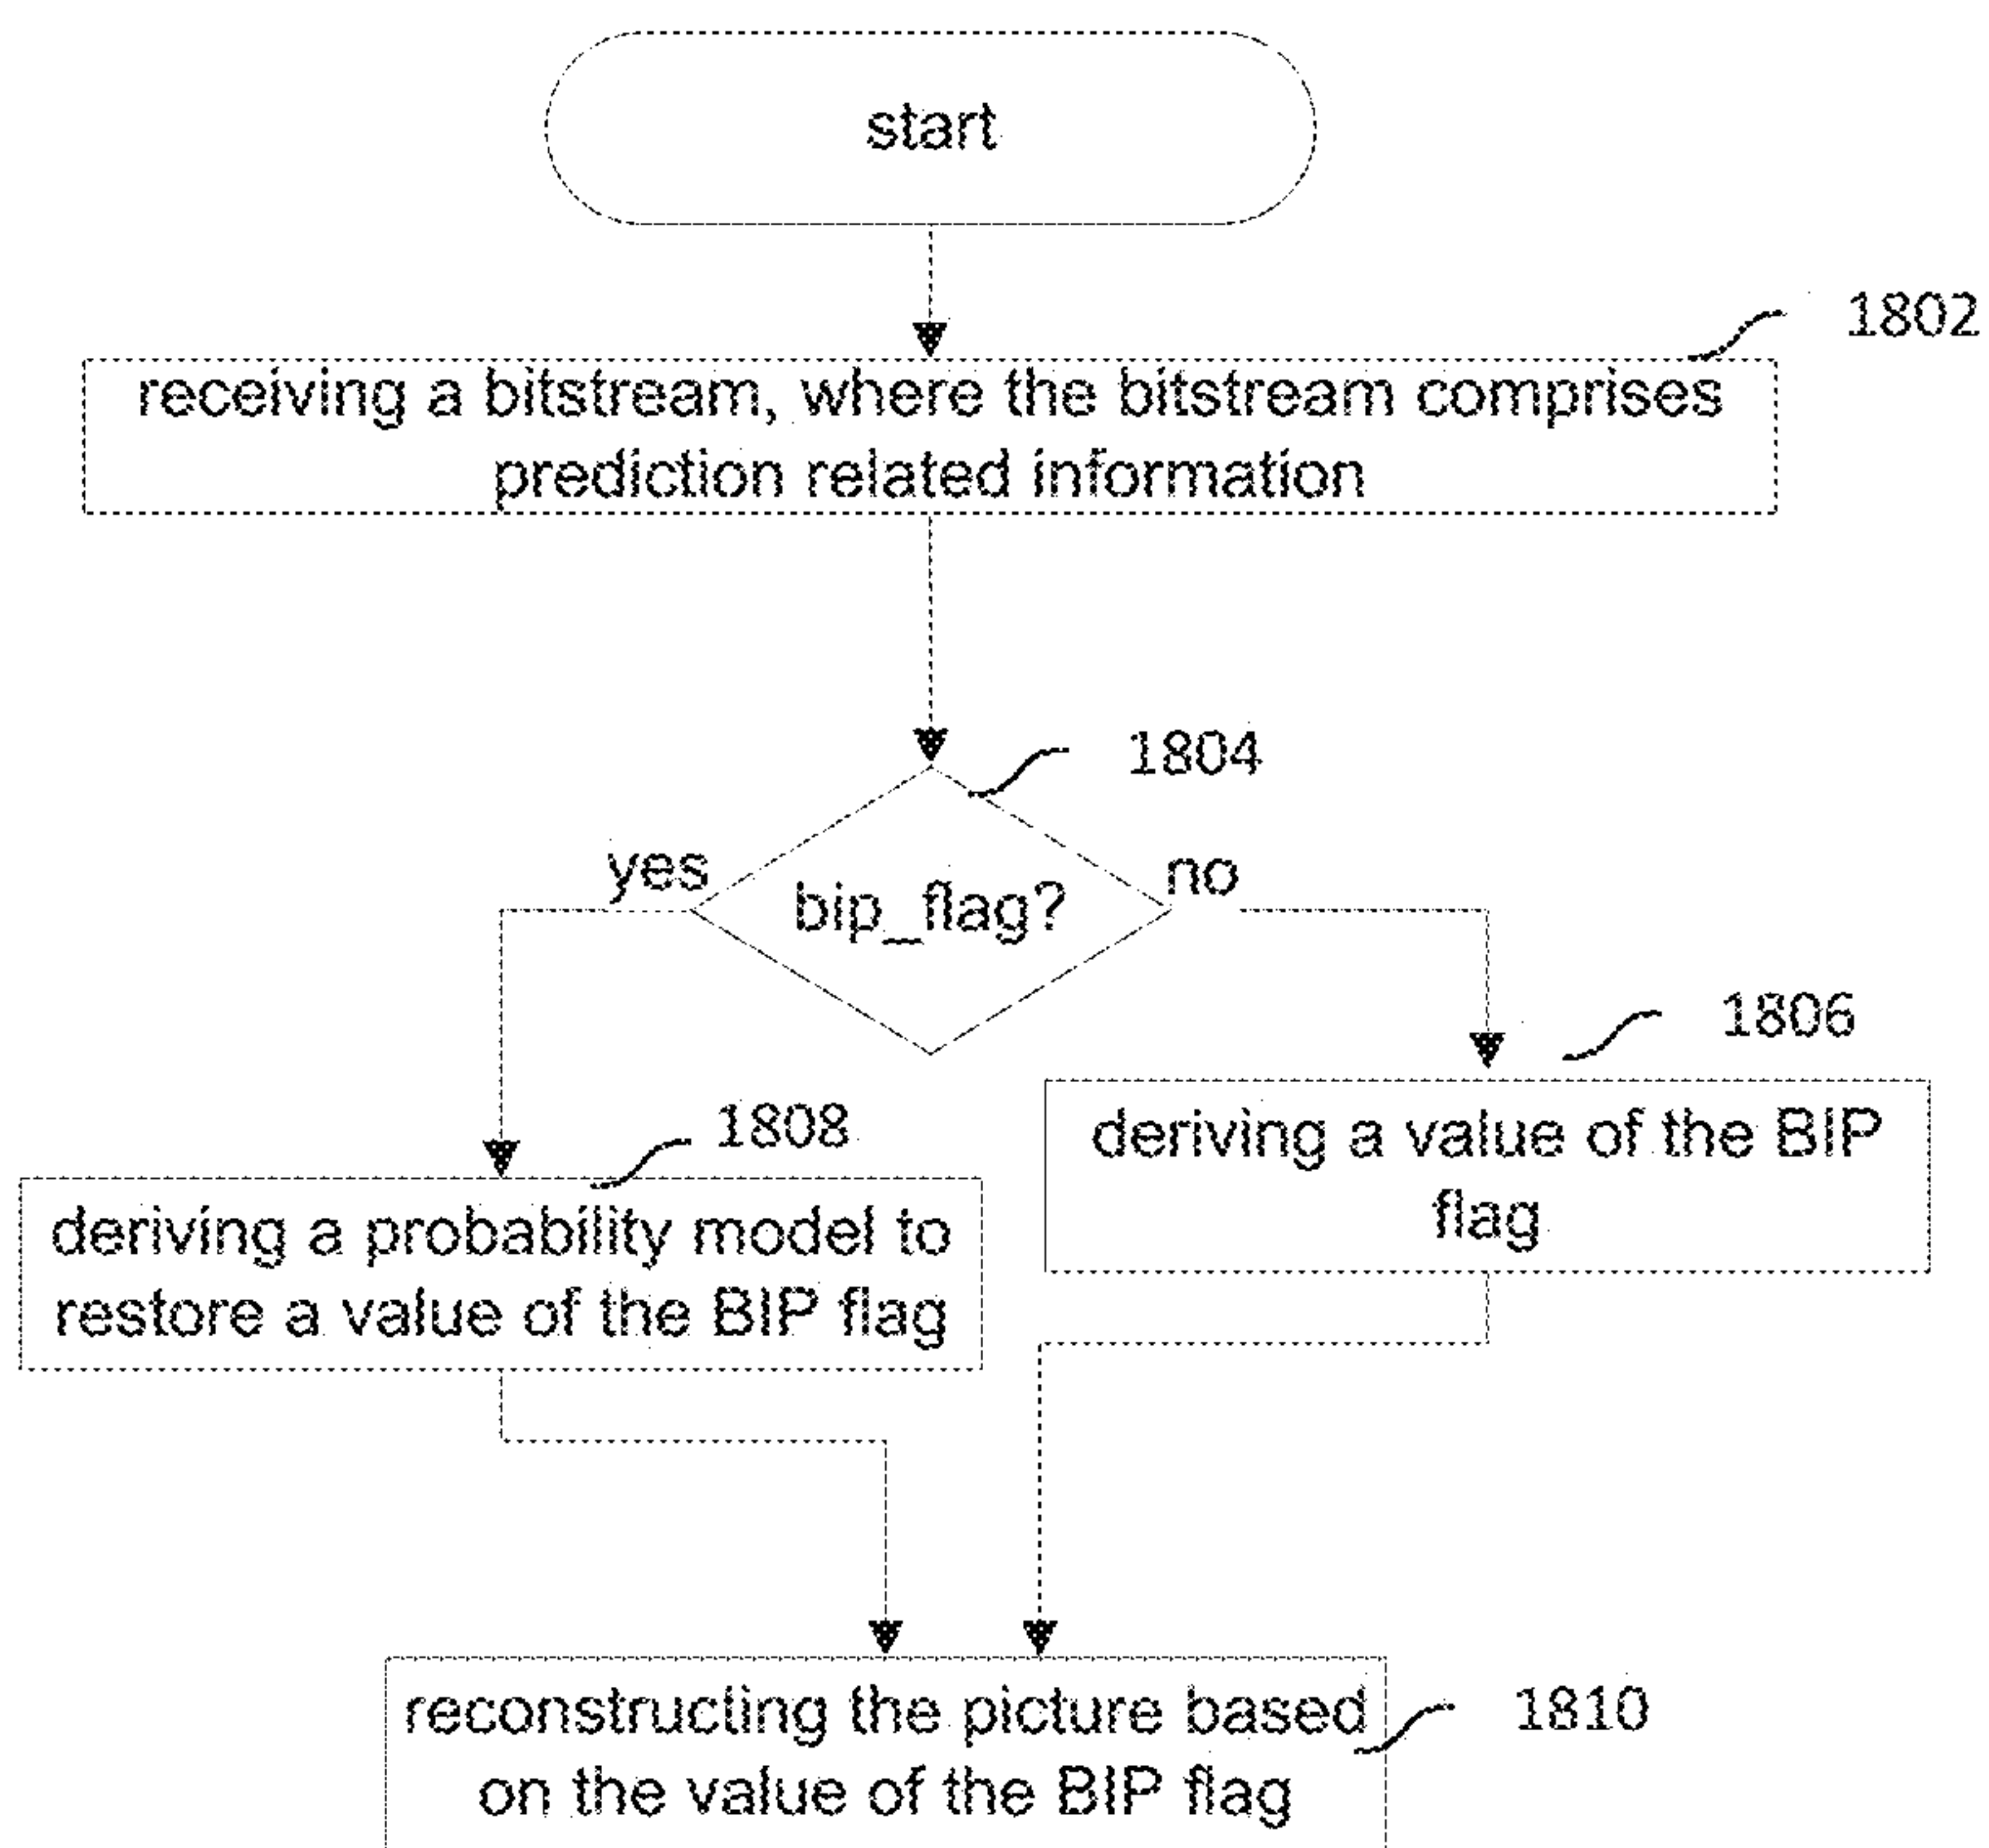 start
1802
receiving a bitstream, where the bitstream comprises
prediction related information
1804
yes
bip_flag?
no
1806
deriving a value of the BIP
flag
1808
deriving a probability model to
restore a value of the BIP flag
reconstructing the picture based
on the value of the BIP flag
1810